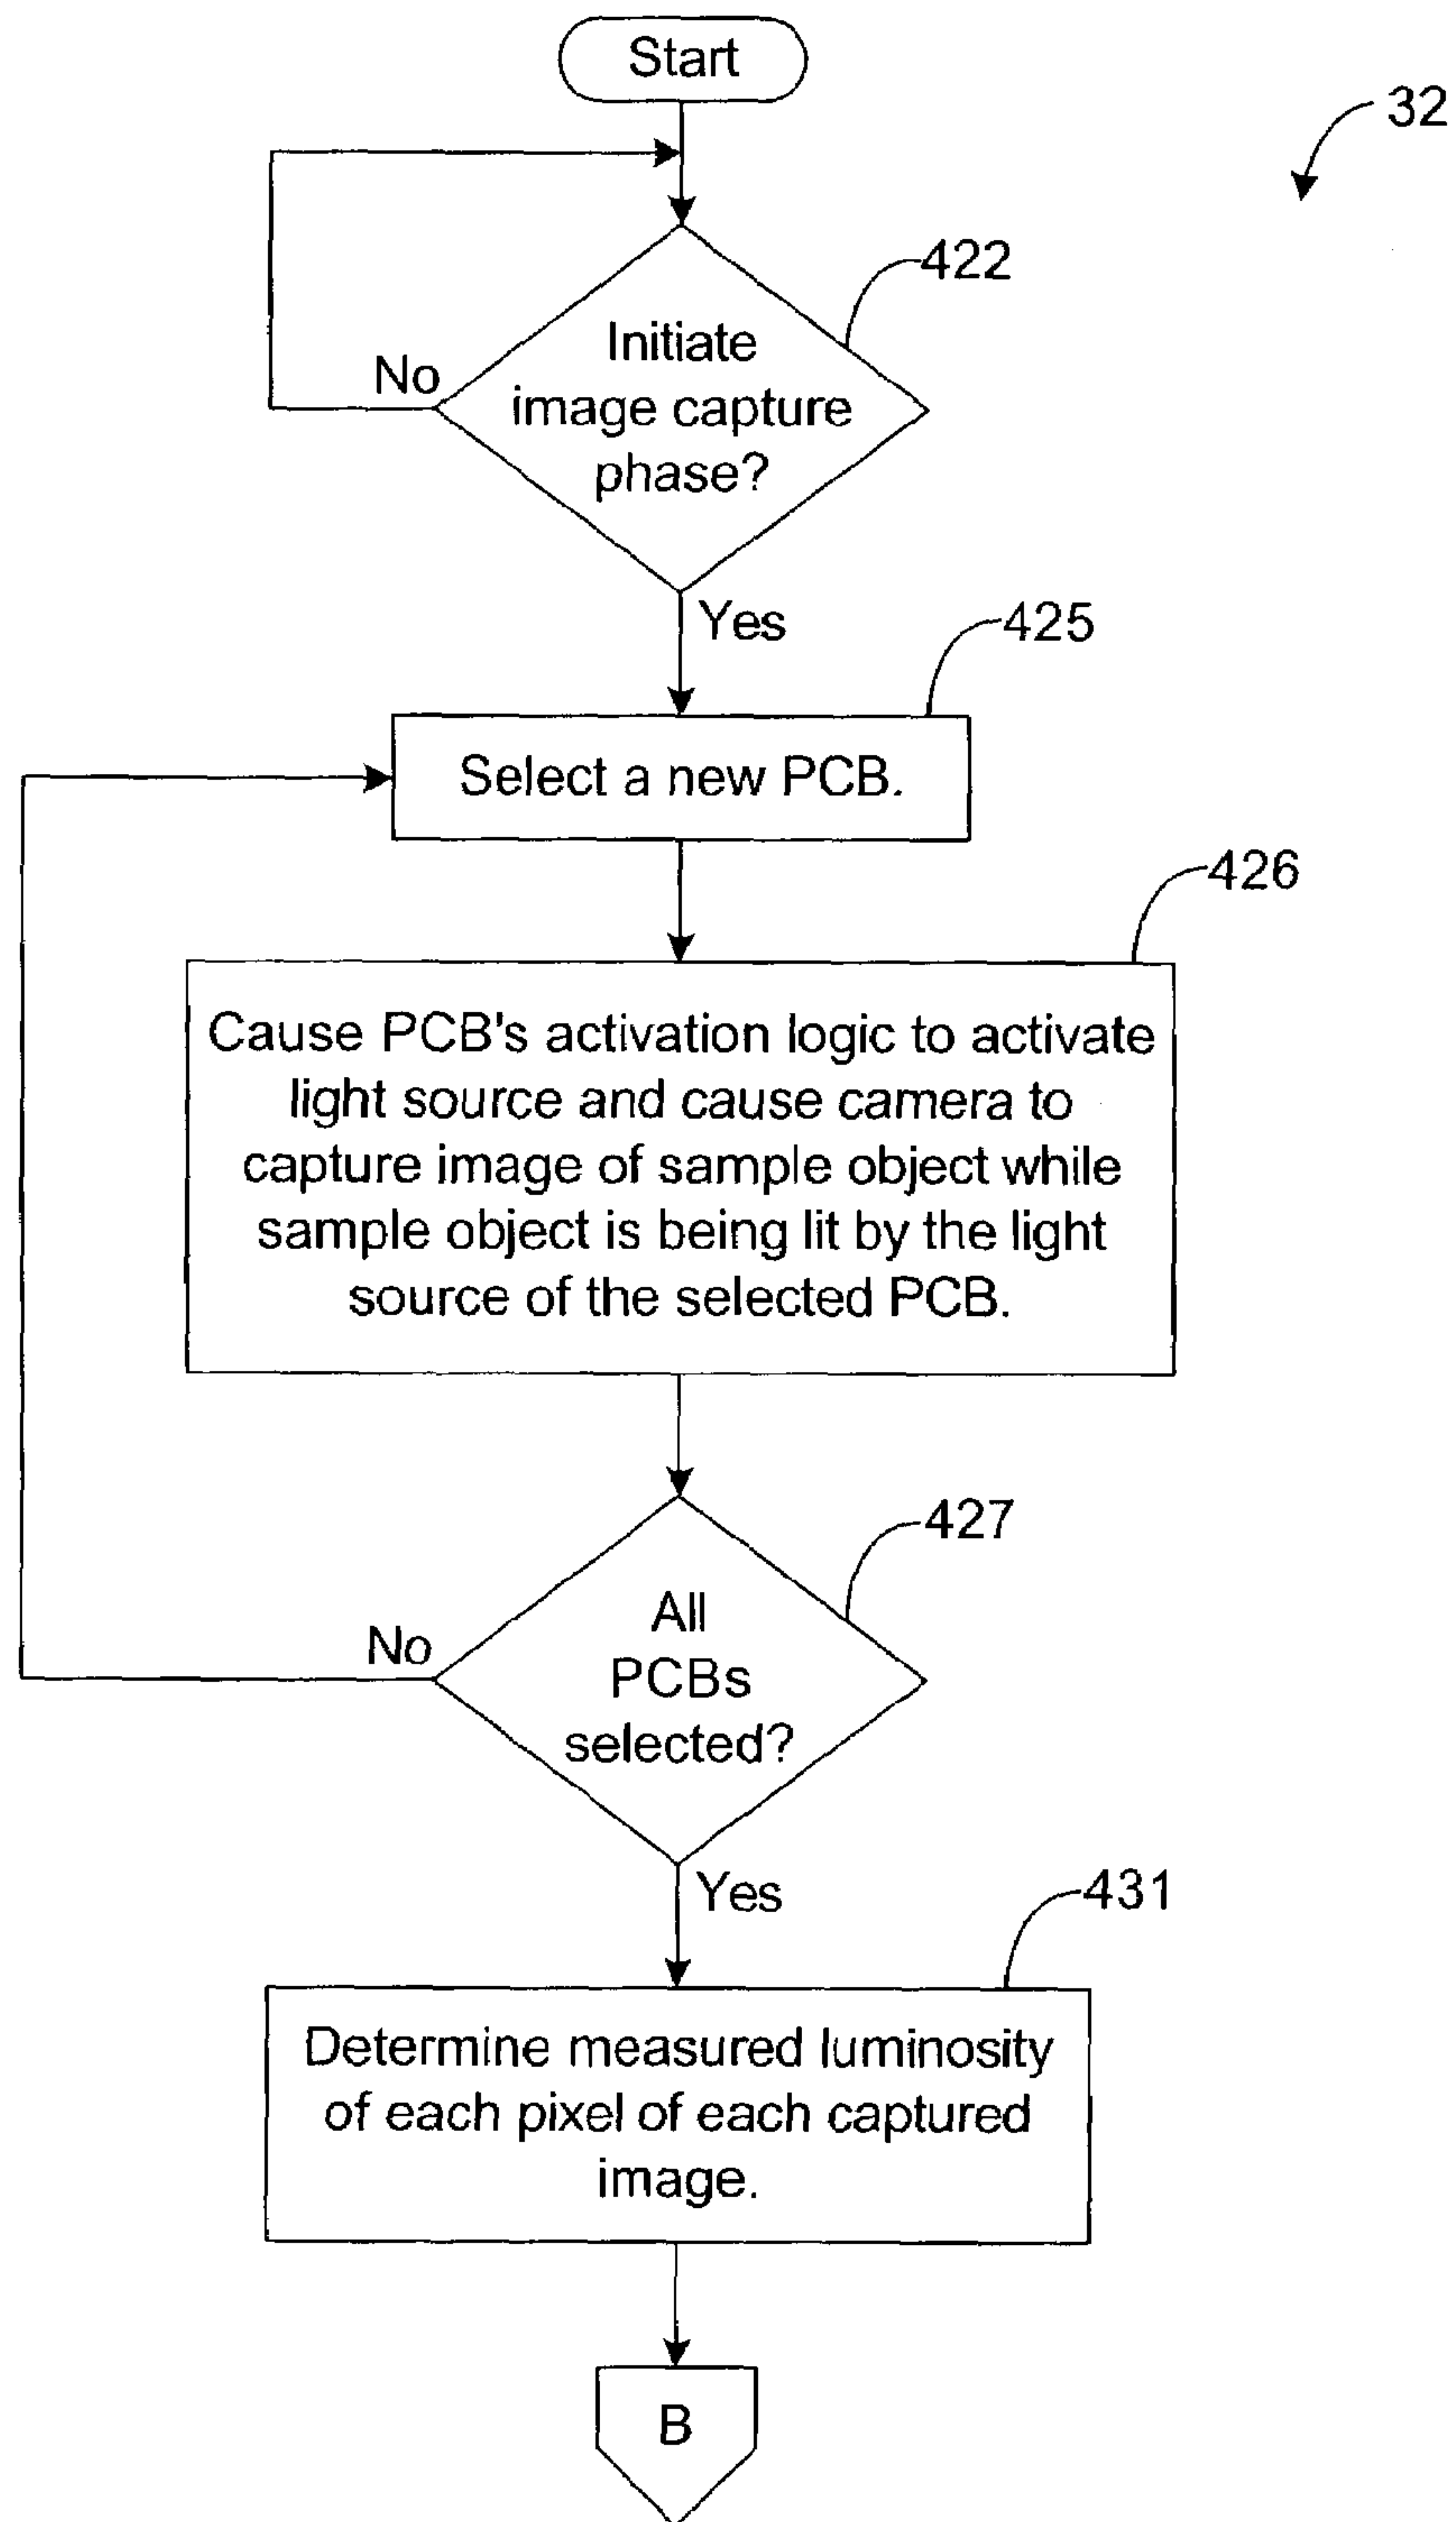 Start
32
422
Initiate
image capture
phase?
No
Yes
425
Select a new PCB.
426
Cause PCB's activation logic to activate
light source and cause camera to
capture image of sample object while
sample object is being lit by the light
source of the selected PCB.
427
All
PCBs
selected?
No
Yes
431
Determine measured luminosity
of each pixel of each captured
image.
B